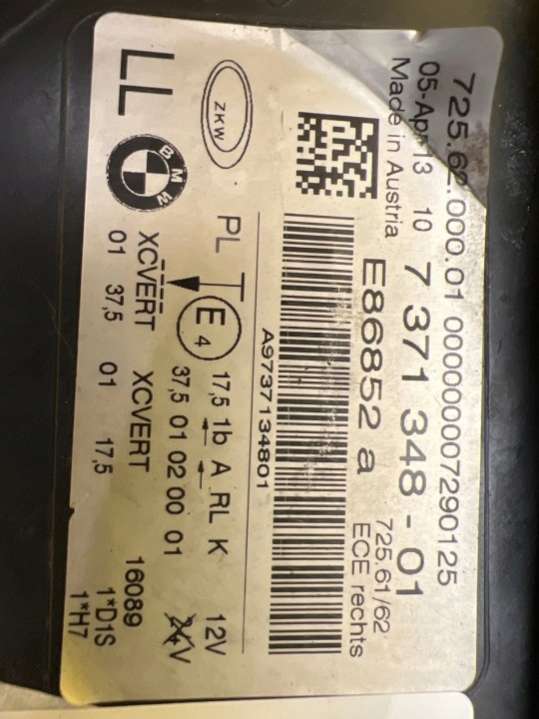 725.62.000.01 0000000007290125
05-Apr-13 10 7 371 348 - 01
Made in Austria
E86852 a
725.61/62
ECE rechts
A9737134801
ZKW
PL T E4 17,5 1b A RL K 12V
37,5 01 02 00 01 24V
LL
BMW
XCVERT XCVERT 16089
01 37,5 01 17,5 1*D1S
1*H7